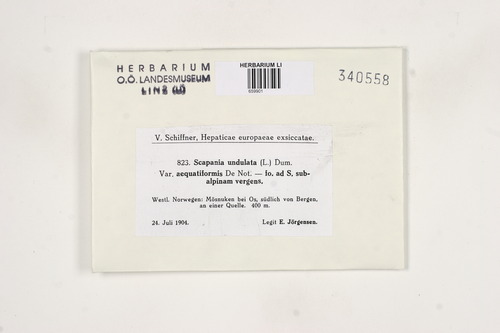 HERBARIUM
O.Ö. LANDESMUSEUM
LINZ
HERBARIUM LI
340558
V. Schiffner, Hepaticae europaeae exsiccatae.
823. Scapania undulata (L.) Dum.
Var. aequatiformis De Not. — fo. ad S. sub-
alpinam vergens.
Westl. Norwegen: Mössuken bei Os, südlich von Bergen,
an einer Quelle. 400 m.
24. Juli 1904. Legit E. Jörgensen.